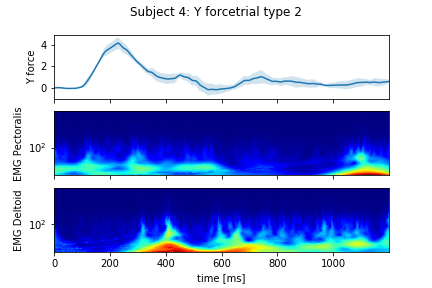 Subject 4: Y forcetrial type 2
Y force
4
2
0
EMG Pectoralis
10²
EMG Deltoid
10²
0 200 400 600 800 1000
time [ms]